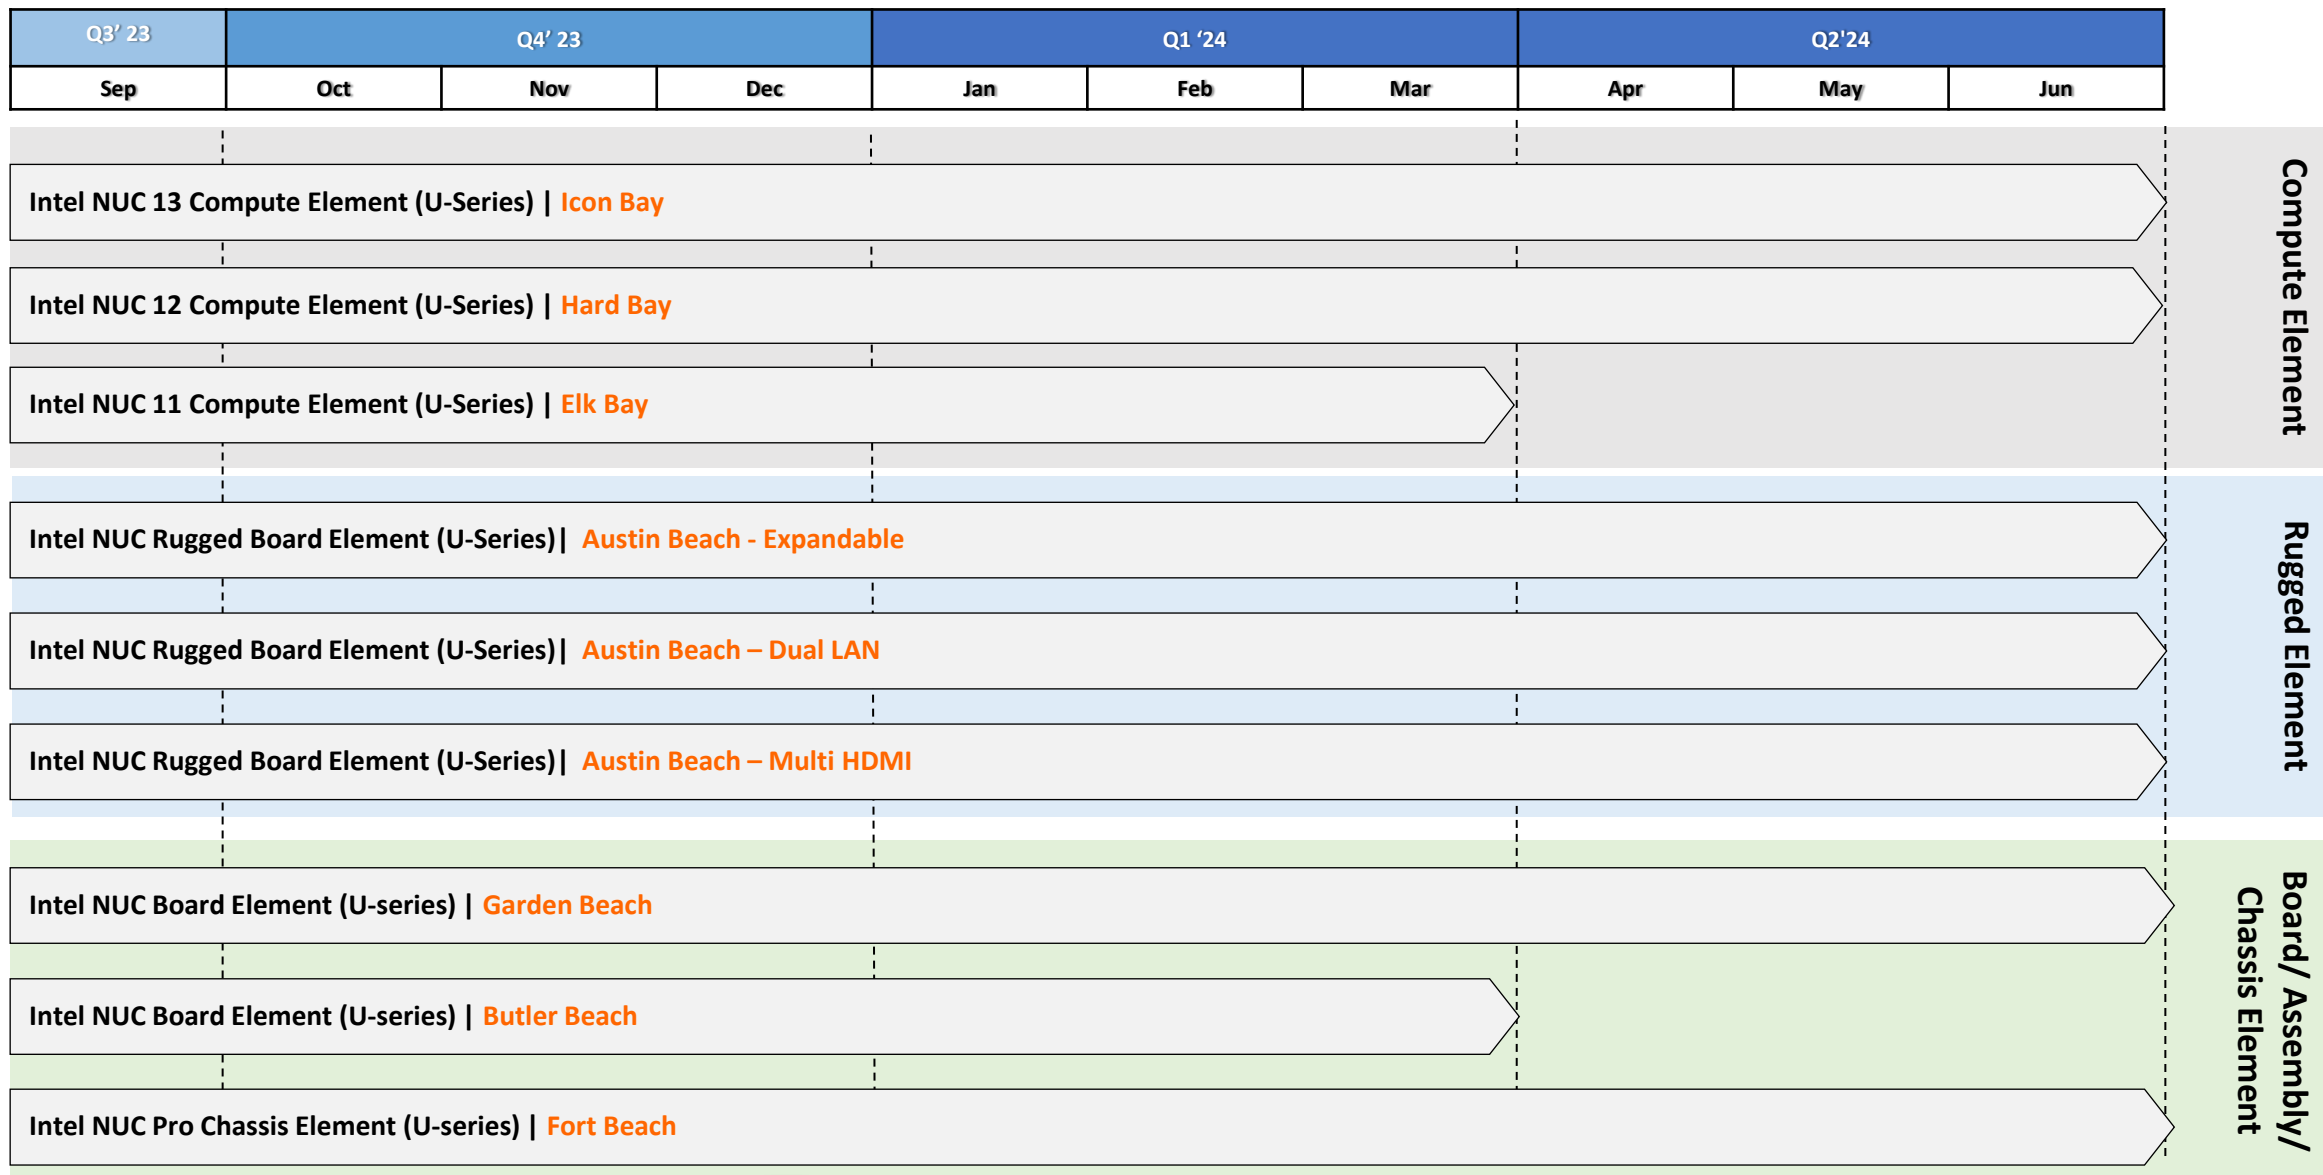 Q3’ 23 Q4’ 23 Q1 ‘24 Q2'24
Sep Oct Nov Dec Jan Feb Mar Apr May Jun
Intel NUC 13 Compute Element (U-Series) | Icon Bay
Intel NUC 12 Compute Element (U-Series) | Hard Bay
Intel NUC 11 Compute Element (U-Series) | Elk Bay
Compute Element
Intel NUC Rugged Board Element (U-Series)| Austin Beach - Expandable
Intel NUC Rugged Board Element (U-Series)| Austin Beach – Dual LAN
Intel NUC Rugged Board Element (U-Series)| Austin Beach – Multi HDMI
Rugged Element
Intel NUC Board Element (U-series) | Garden Beach
Intel NUC Board Element (U-series) | Butler Beach
Intel NUC Pro Chassis Element (U-series) | Fort Beach
Board/ Assembly/
Chassis Element